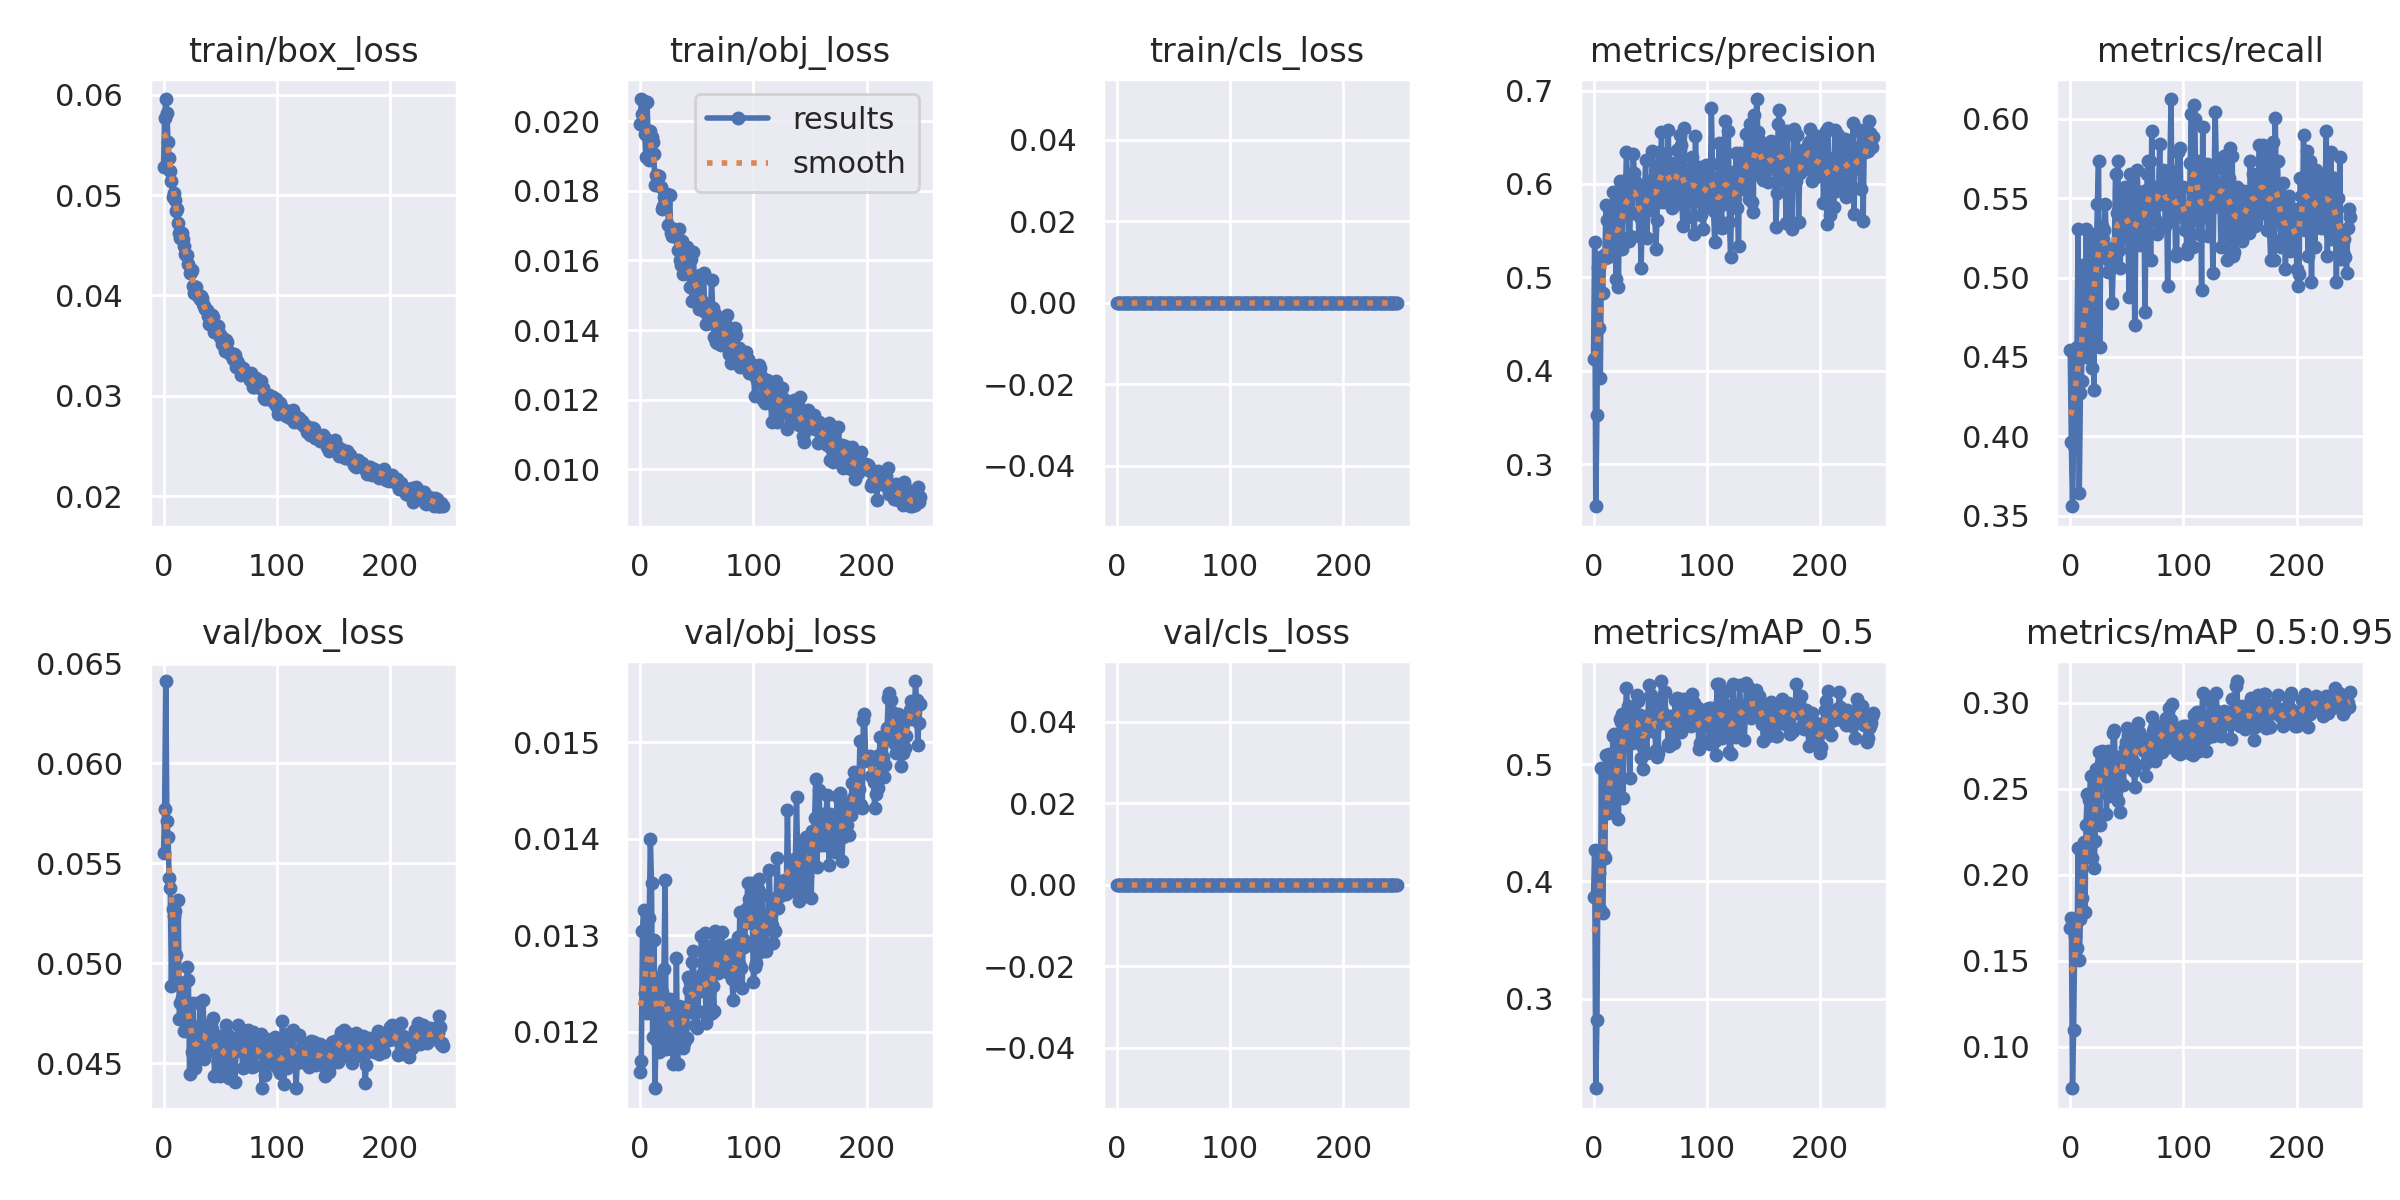 train/box_loss
train/obj_loss
train/cls_loss
metrics/precision
metrics/recall
0.06
0.05
0.04
0.03
0.02
0 100 200
results
smooth
0.020
0.018
0.016
0.014
0.012
0.010
0 100 200
0.04
0.02
0.00
−0.02
−0.04
0 100 200
0.7
0.6
0.5
0.4
0.3
0 100 200
0.60
0.55
0.50
0.45
0.40
0.35
0 100 200
val/box_loss
val/obj_loss
val/cls_loss
metrics/mAP_0.5
metrics/mAP_0.5:0.95
0.065
0.060
0.055
0.050
0.045
0 100 200
0.015
0.014
0.013
0.012
0 100 200
0.04
0.02
0.00
−0.02
−0.04
0 100 200
0.5
0.4
0.3
0 100 200
0.30
0.25
0.20
0.15
0.10
0 100 200